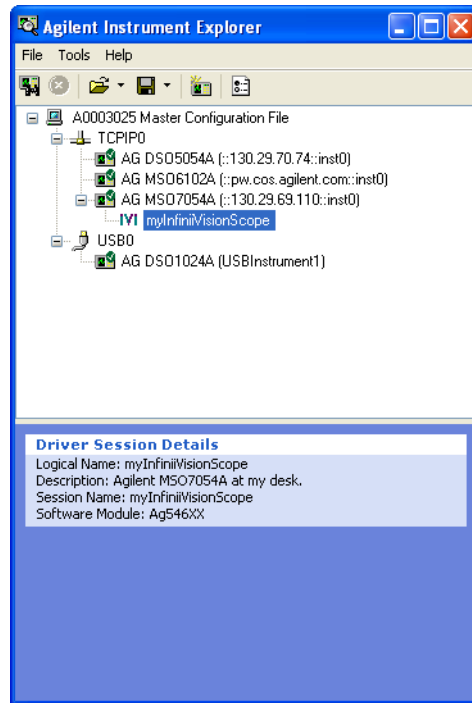 Agilent Instrument Explorer
File Tools Help
A0003025 Master Configuration File
TCPIP0
AG DSO5054A (::130.29.70.74::inst0)
AG MSO6102A (::pw.cos.agilent.com::inst0)
AG MSO7054A (::130.29.69.110::inst0)
IVI myInfiniiVisionScope
USB0
AG DSO1024A (USBInstrument1)
Driver Session Details
Logical Name: myInfiniiVisionScope
Description: Agilent MSO7054A at my desk.
Session Name: myInfiniiVisionScope
Software Module: Ag546XX